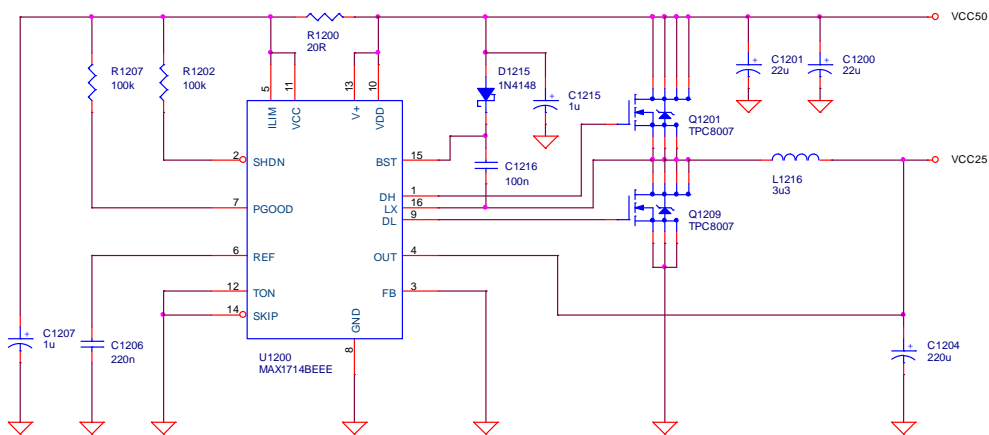 VCC50
R1200
20R
R1207
100k
R1202
100k
D1215
1N4148
C1215
1u
C1201
22u
C1200
22u
Q1201
TPC8007
5
11
13
10
ILIM
VCC
V+
VDD
2
SHDN
BST
15
C1216
100n
VCC25
L1216
3u3
DH
1
7
PGOOD
LX
16
DL
9
Q1209
TPC8007
6
REF
OUT
4
12
TON
FB
3
14
SKIP
GND
8
C1207
1u
C1206
220n
U1200
MAX1714BEEE
C1204
220u